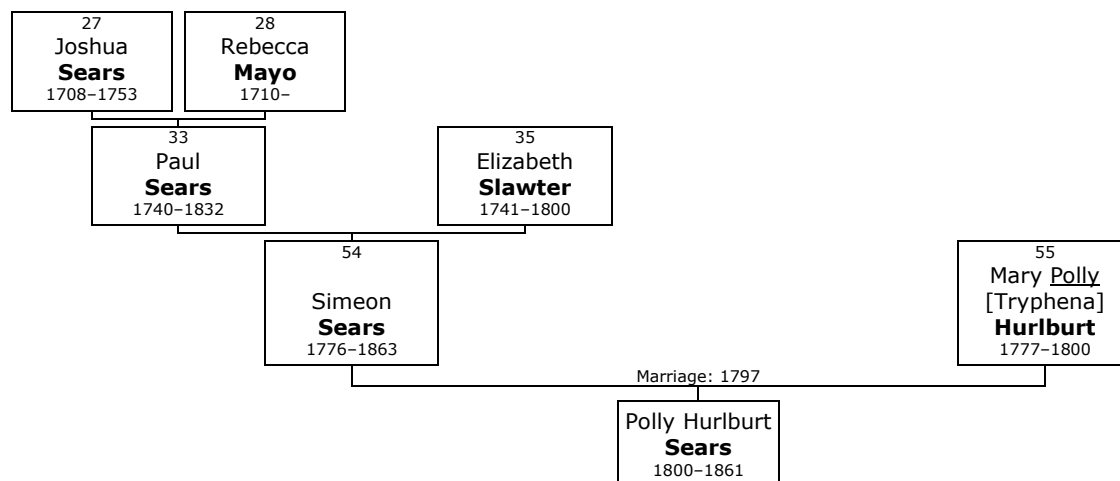 27
Joshua
Sears
1708–1753
28
Rebecca
Mayo
1710–
33
Paul
Sears
1740–1832
35
Elizabeth
Slawter
1741–1800
54
Simeon
Sears
1776–1863
55
Mary Polly
[Tryphena]
Hurlburt
1777–1800
Marriage: 1797
Polly Hurlburt
Sears
1800–1861